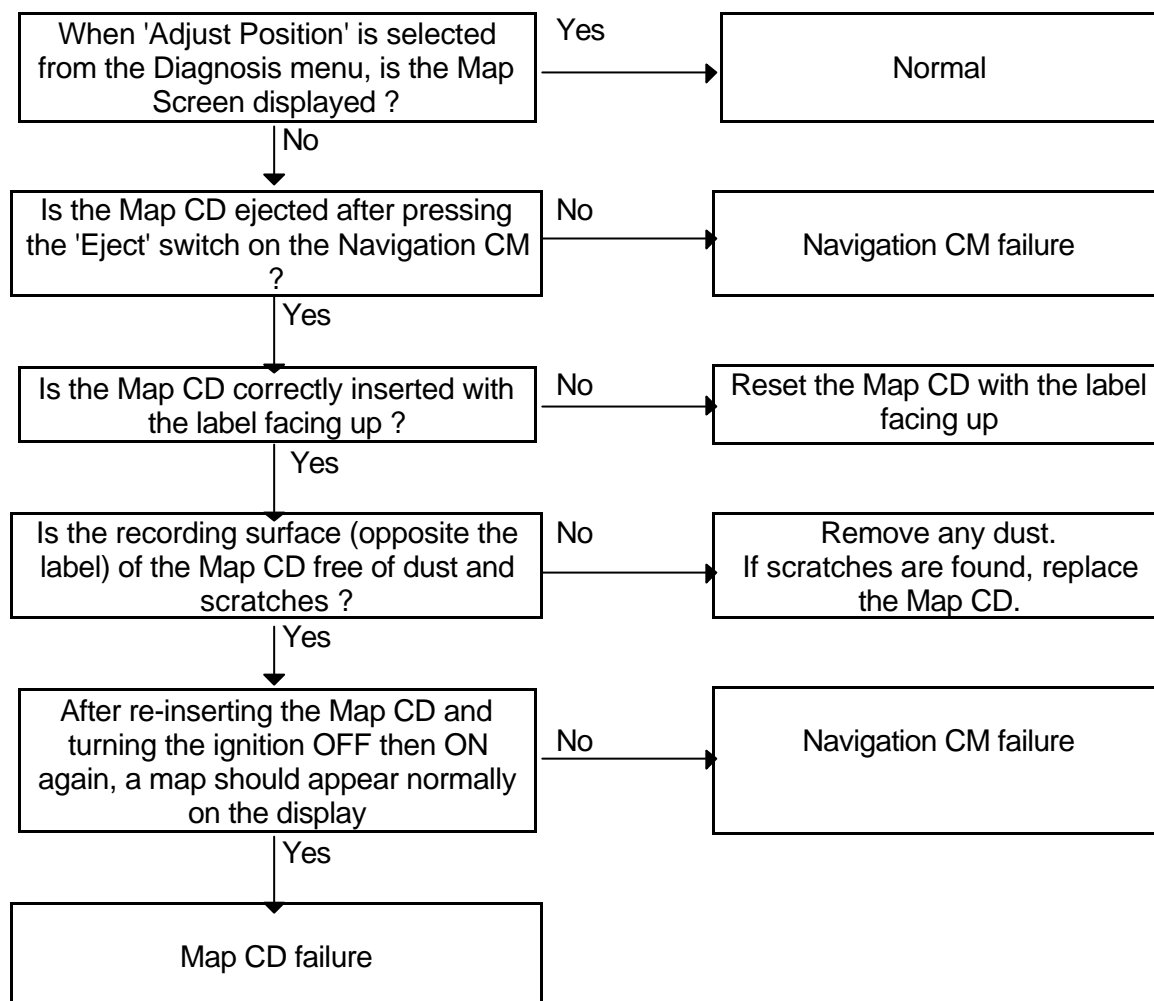 When 'Adjust Position' is selected
from the Diagnosis menu, is the Map
Screen displayed ?
Yes
Normal
No
Is the Map CD ejected after pressing
the 'Eject' switch on the Navigation CM
?
No
Navigation CM failure
Yes
Is the Map CD correctly inserted with
the label facing up ?
No
Reset the Map CD with the label
facing up
Yes
Is the recording surface (opposite the
label) of the Map CD free of dust and
scratches ?
No
Remove any dust.
If scratches are found, replace
the Map CD.
Yes
After re-inserting the Map CD and
turning the ignition OFF then ON
again, a map should appear normally
on the display
No
Navigation CM failure
Yes
Map CD failure